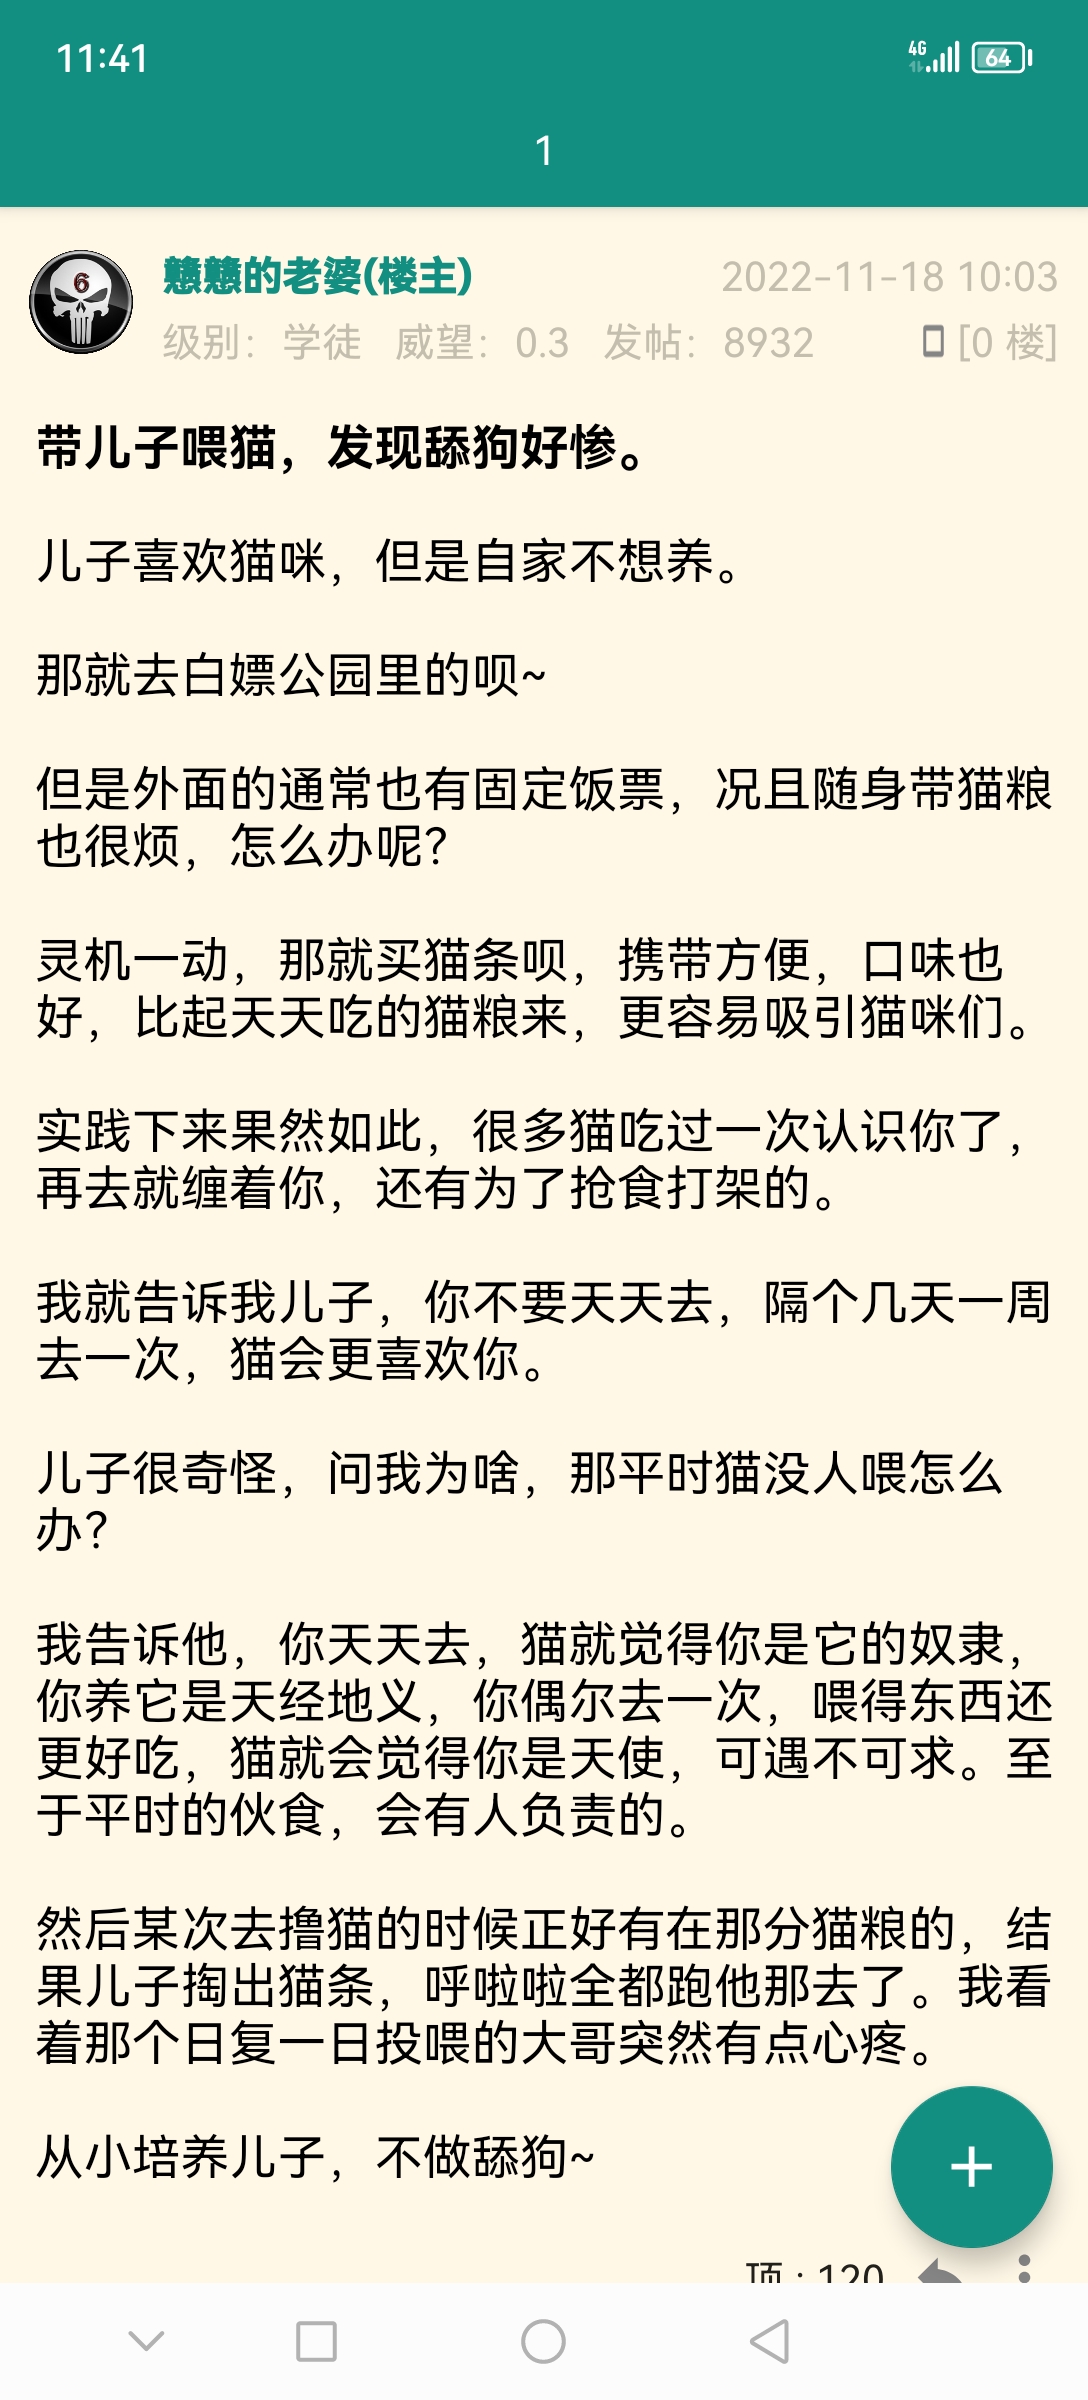 11:41
4G
64
1
6
戆戆的老婆(楼主)
2022-11-18 10:03
级别: 学徒 威望: 0.3 发帖: 8932
[0 楼]
带儿子喂猫，发现舔狗好惨。
儿子喜欢猫咪，但是自家不想养。
那就去白嫖公园里的呗~
但是外面的通常也有固定饭票，况且随身带猫粮
也很烦，怎么办呢？
灵机一动，那就买猫条呗，携带方便，口味也
好，比起天天吃的猫粮来，更容易吸引猫咪们。
实践下来果然如此，很多猫吃过一次认识你了，
再去就缠着你，还有为了抢食打架的。
我就告诉我儿子，你不要天天去，隔个几天一周
去一次，猫会更喜欢你。
儿子很奇怪，问我为啥，那平时猫没人喂怎么
办？
我告诉他，你天天去，猫就觉得你是它的奴隶，
你养它是天经地义，你偶尔去一次，喂得东西还
更好吃，猫就会觉得你是天使，可遇不可求。至
于平时的伙食，会有人负责的。
然后某次去撸猫的时候正好有在那分猫粮的，结
果儿子掏出猫条，呼啦啦全都跑他那去了。我看
着那个日复一日投喂的大哥突然有点心疼。
从小培养儿子，不做舔狗~
顶 : 120